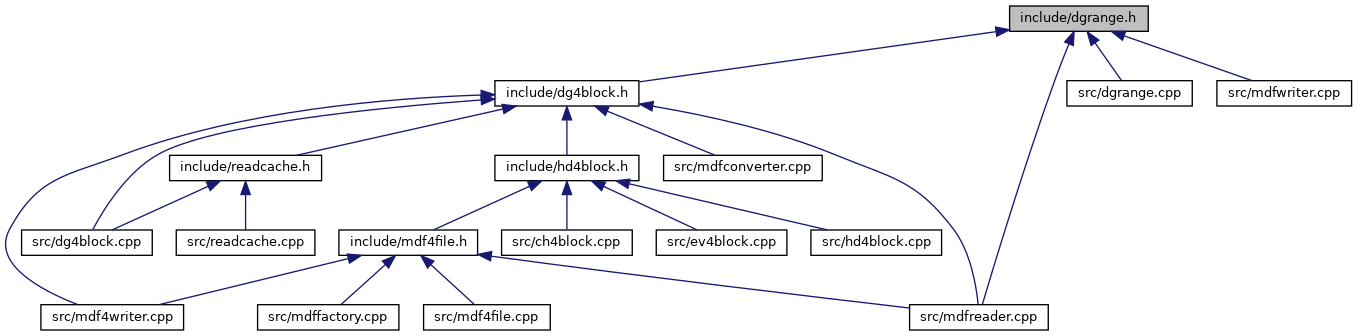 include/dgrange.h
include/dg4block.h
src/dgrange.cpp
src/mdfwriter.cpp
include/readcache.h
include/hd4block.h
src/mdfconverter.cpp
src/dg4block.cpp
src/readcache.cpp
include/mdf4file.h
src/ch4block.cpp
src/ev4block.cpp
src/hd4block.cpp
src/mdf4writer.cpp
src/mdffactory.cpp
src/mdf4file.cpp
src/mdfreader.cpp